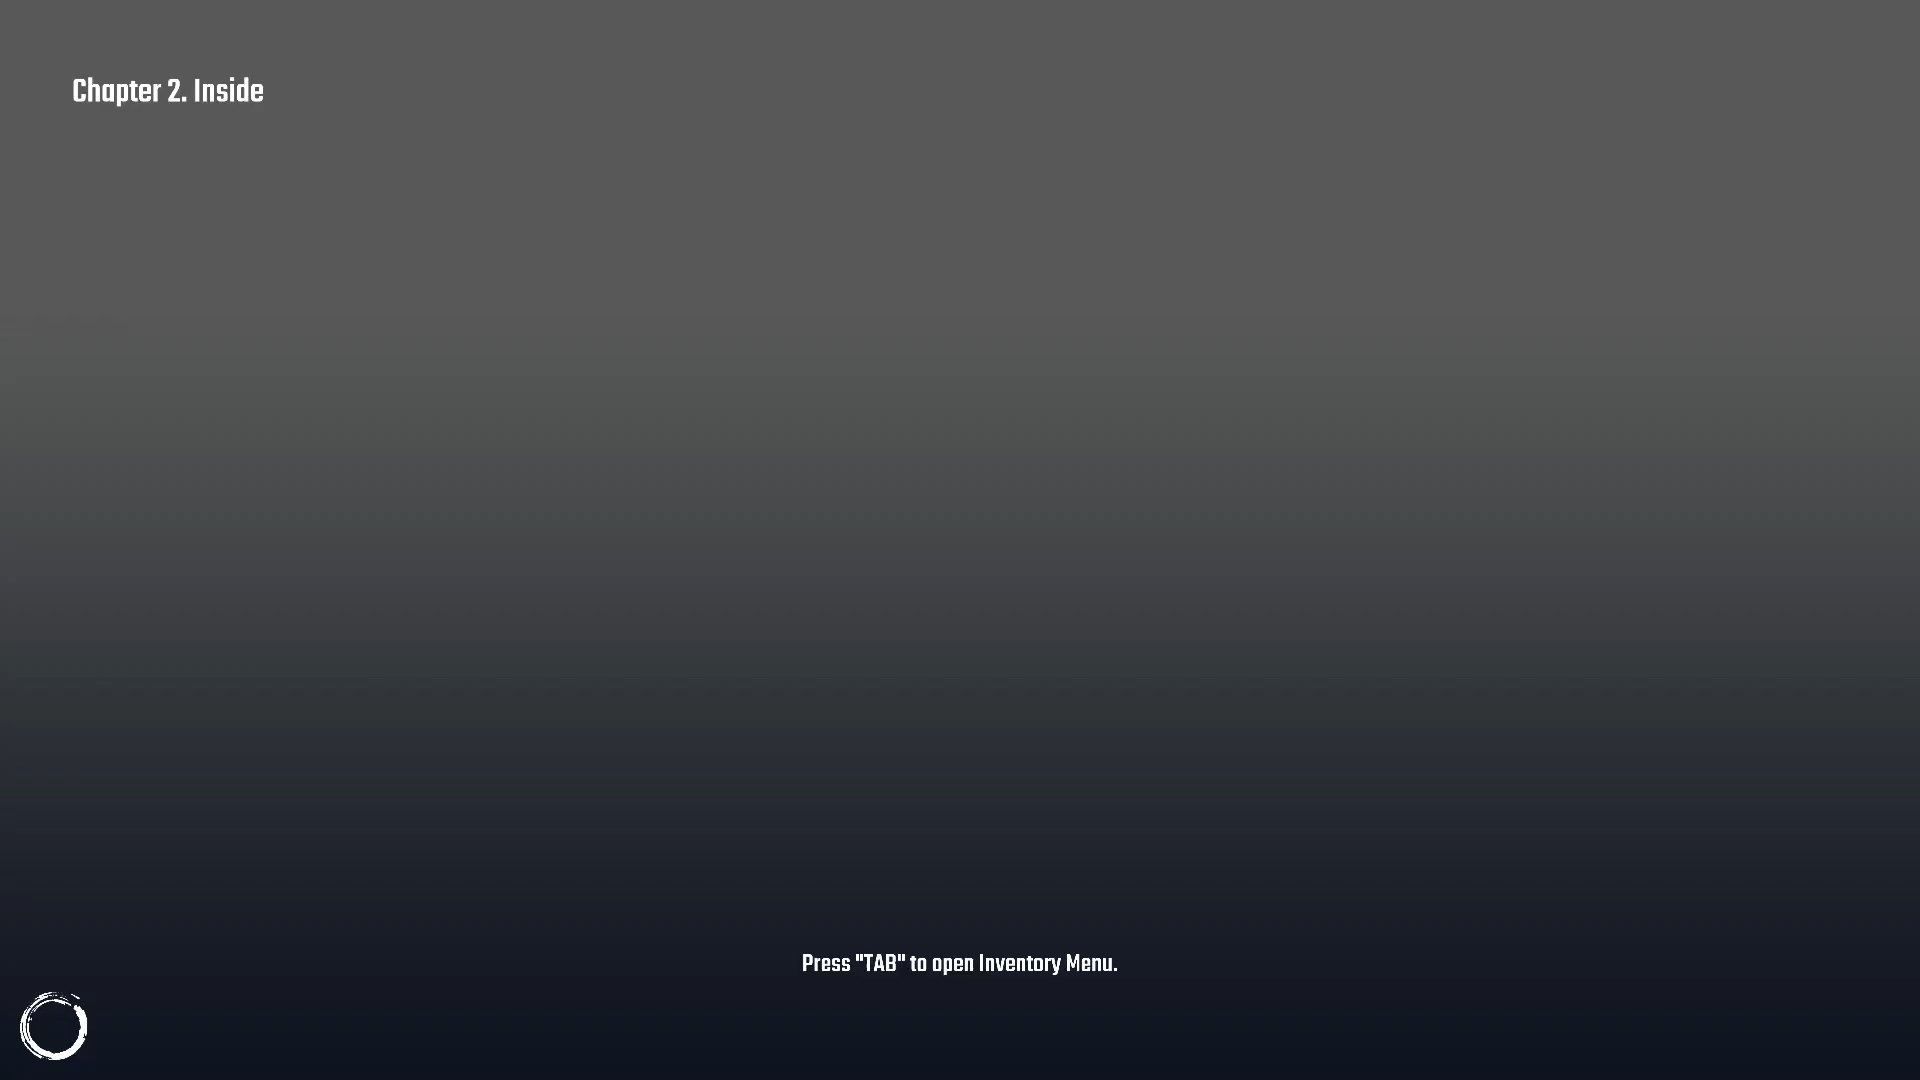 Chapter 2. Inside
Press "TAB" to open Inventory Menu.